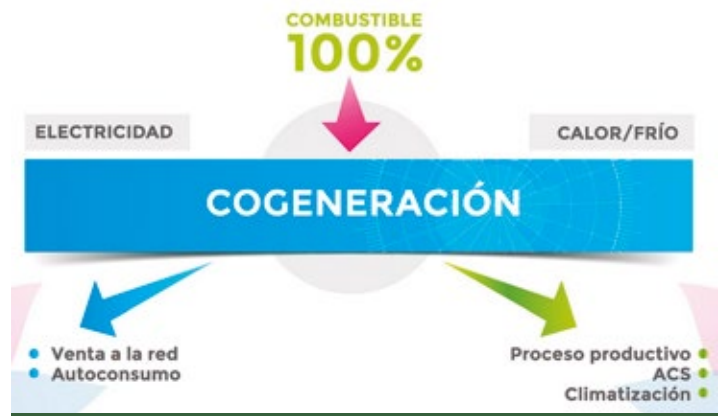 COMBUSTIBLE
100%
ELECTRICIDAD
CALOR/FRÍO
COGENERACIÓN
Venta a la red
Autoconsumo
Proceso productivo
ACS
Climatización